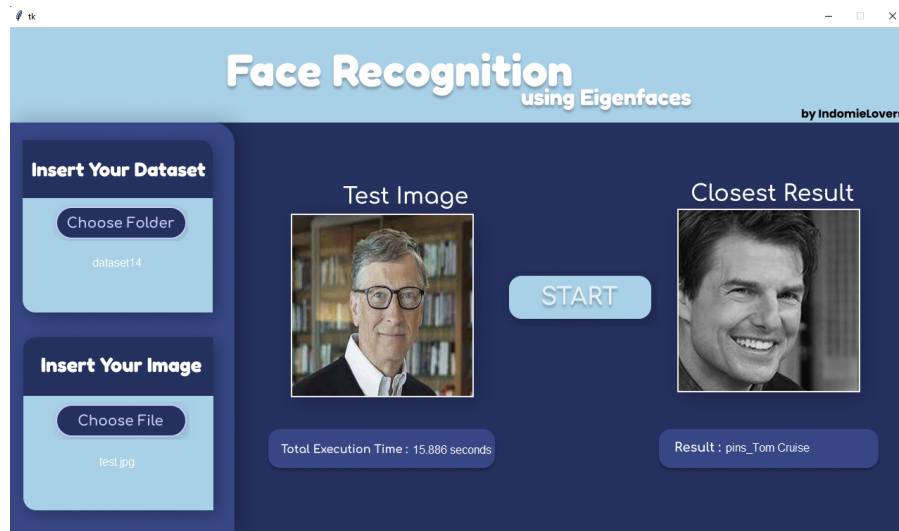 tk
Face Recognition
using Eigenfaces
by IndomieLovers
Insert Your Dataset
Choose Folder
dataset14
Insert Your Image
Choose File
test.jpg
Test Image
START
Closest Result
Total Execution Time : 15.886 seconds
Result : pins_Tom Cruise